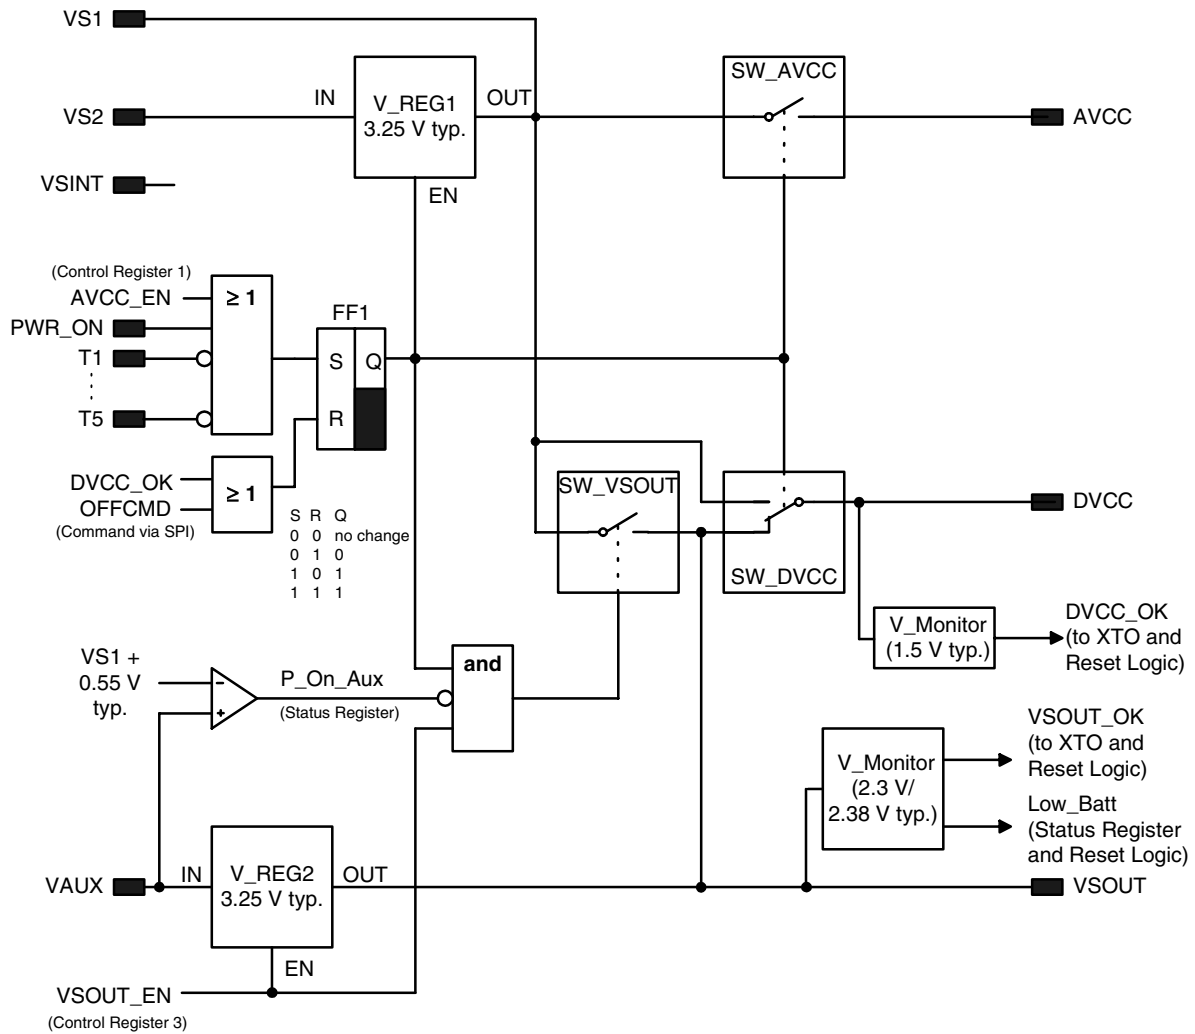 VS1
SW_AVCC
IN
V_REG1
3.25 V typ.
OUT
VS2
AVCC
VSINT
EN
(Control Register 1)
AVCC_EN
≥ 1
PWR_ON
FF1
T1
S
Q
T5
R
DVCC_OK
≥ 1
OFFCMD
(Command via SPI)
S R Q
0 0 no change
0 1 0
1 0 1
1 1 1
SW_VSOUT
DVCC
SW_DVCC
V_Monitor
(1.5 V typ.)
DVCC_OK
(to XTO and
Reset Logic)
VS1 +
0.55 V
typ.
-
+
P_On_Aux
(Status Register)
and
VSOUT_OK
(to XTO and
Reset Logic)
V_Monitor
(2.3 V/
2.38 V typ.)
Low_Batt
(Status Register
and Reset Logic)
VAUX
IN
V_REG2
3.25 V typ.
OUT
VSOUT
EN
VSOUT_EN
(Control Register 3)